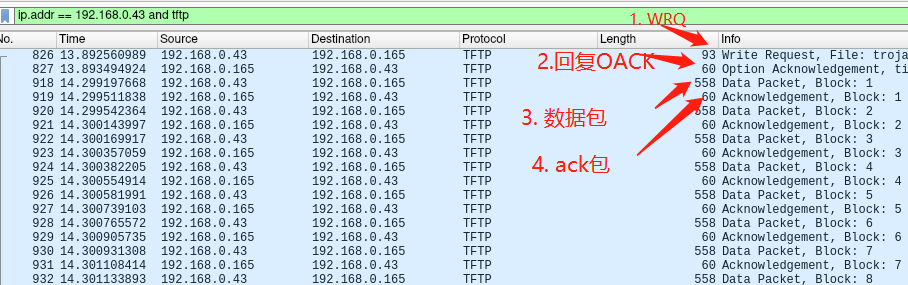 ip.addr == 192.168.0.43 and tftp
1. WRQ
No. Time Source Destination Protocol Length Info
826 13.892560989 192.168.0.43 192.168.0.165 TFTP 93 Write Request, File: troja
2.回复OACK
827 13.893494924 192.168.0.165 192.168.0.43 TFTP 60 Option Acknowledgement, ti
918 14.299197668 192.168.0.43 192.168.0.165 TFTP 558 Data Packet, Block: 1
919 14.299511838 192.168.0.165 192.168.0.43 TFTP 60 Acknowledgement, Block: 1
920 14.299542364 192.168.0.43 192.168.0.165 TFTP 558 Data Packet, Block: 2
3. 数据包
921 14.300143997 192.168.0.165 192.168.0.43 TFTP 60 Acknowledgement, Block: 2
922 14.300169917 192.168.0.43 192.168.0.165 TFTP 558 Data Packet, Block: 3
923 14.300357059 192.168.0.165 192.168.0.43 TFTP 60 Acknowledgement, Block: 3
4. ack包
924 14.300382205 192.168.0.43 192.168.0.165 TFTP 558 Data Packet, Block: 4
925 14.300554914 192.168.0.165 192.168.0.43 TFTP 60 Acknowledgement, Block: 4
926 14.300581991 192.168.0.43 192.168.0.165 TFTP 558 Data Packet, Block: 5
927 14.300739103 192.168.0.165 192.168.0.43 TFTP 60 Acknowledgement, Block: 5
928 14.300765572 192.168.0.43 192.168.0.165 TFTP 558 Data Packet, Block: 6
929 14.300905735 192.168.0.165 192.168.0.43 TFTP 60 Acknowledgement, Block: 6
930 14.300931308 192.168.0.43 192.168.0.165 TFTP 558 Data Packet, Block: 7
931 14.301108414 192.168.0.165 192.168.0.43 TFTP 60 Acknowledgement, Block: 7
932 14.301133893 192.168.0.43 192.168.0.165 TFTP 558 Data Packet, Block: 8